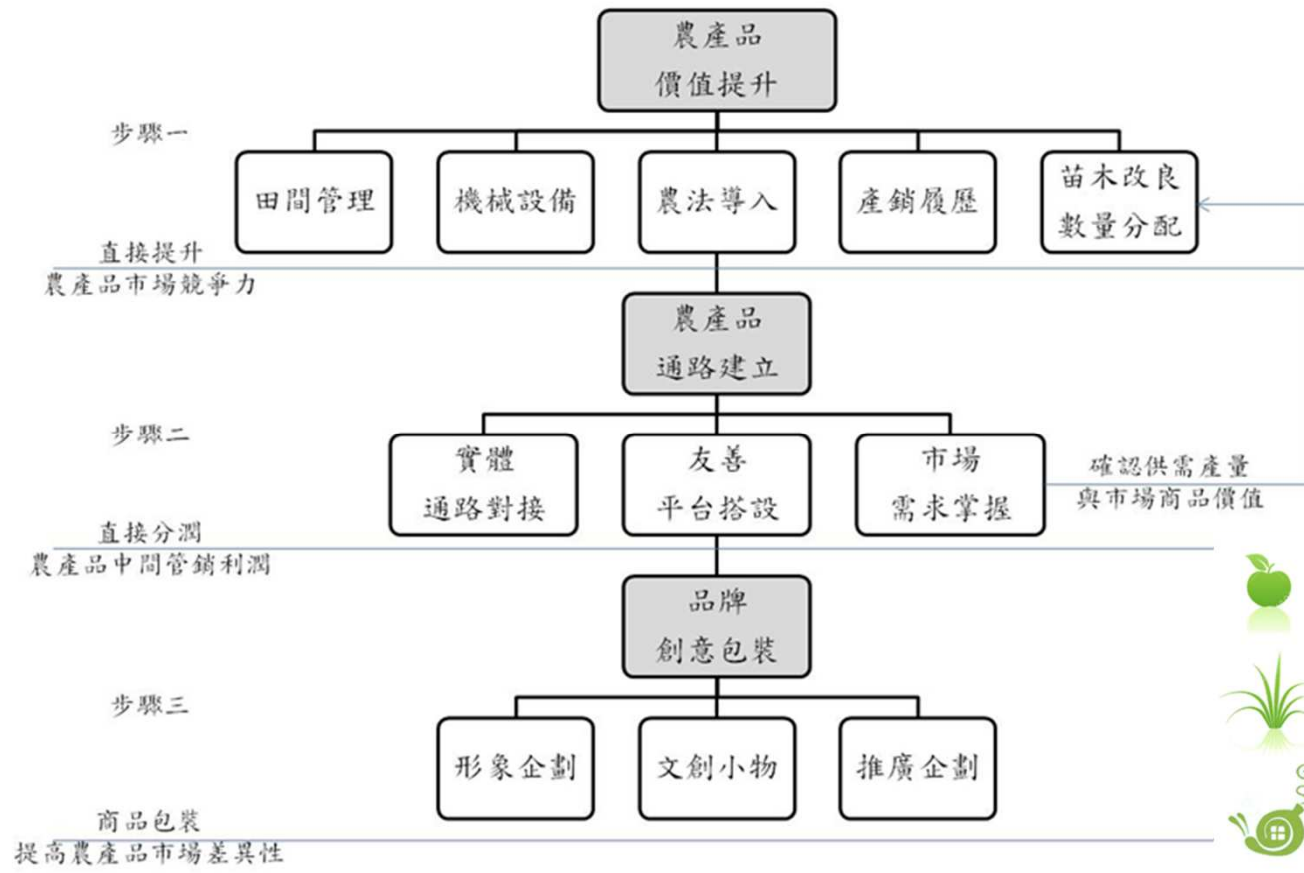 農產品
價值提升
步驟一
田間管理
機械設備
農法導入
產銷履歷
苗木改良
數量分配
直接提升
農產品市場競爭力
農產品
通路建立
步驟二
實體
通路對接
友善
平台搭設
市場
需求掌握
確認供需產量
與市場商品價值
直接分潤
農產品中間管銷利潤
品牌
創意包裝
步驟三
形象企劃
文創小物
推廣企劃
商品包裝
提高農產品市場差異性